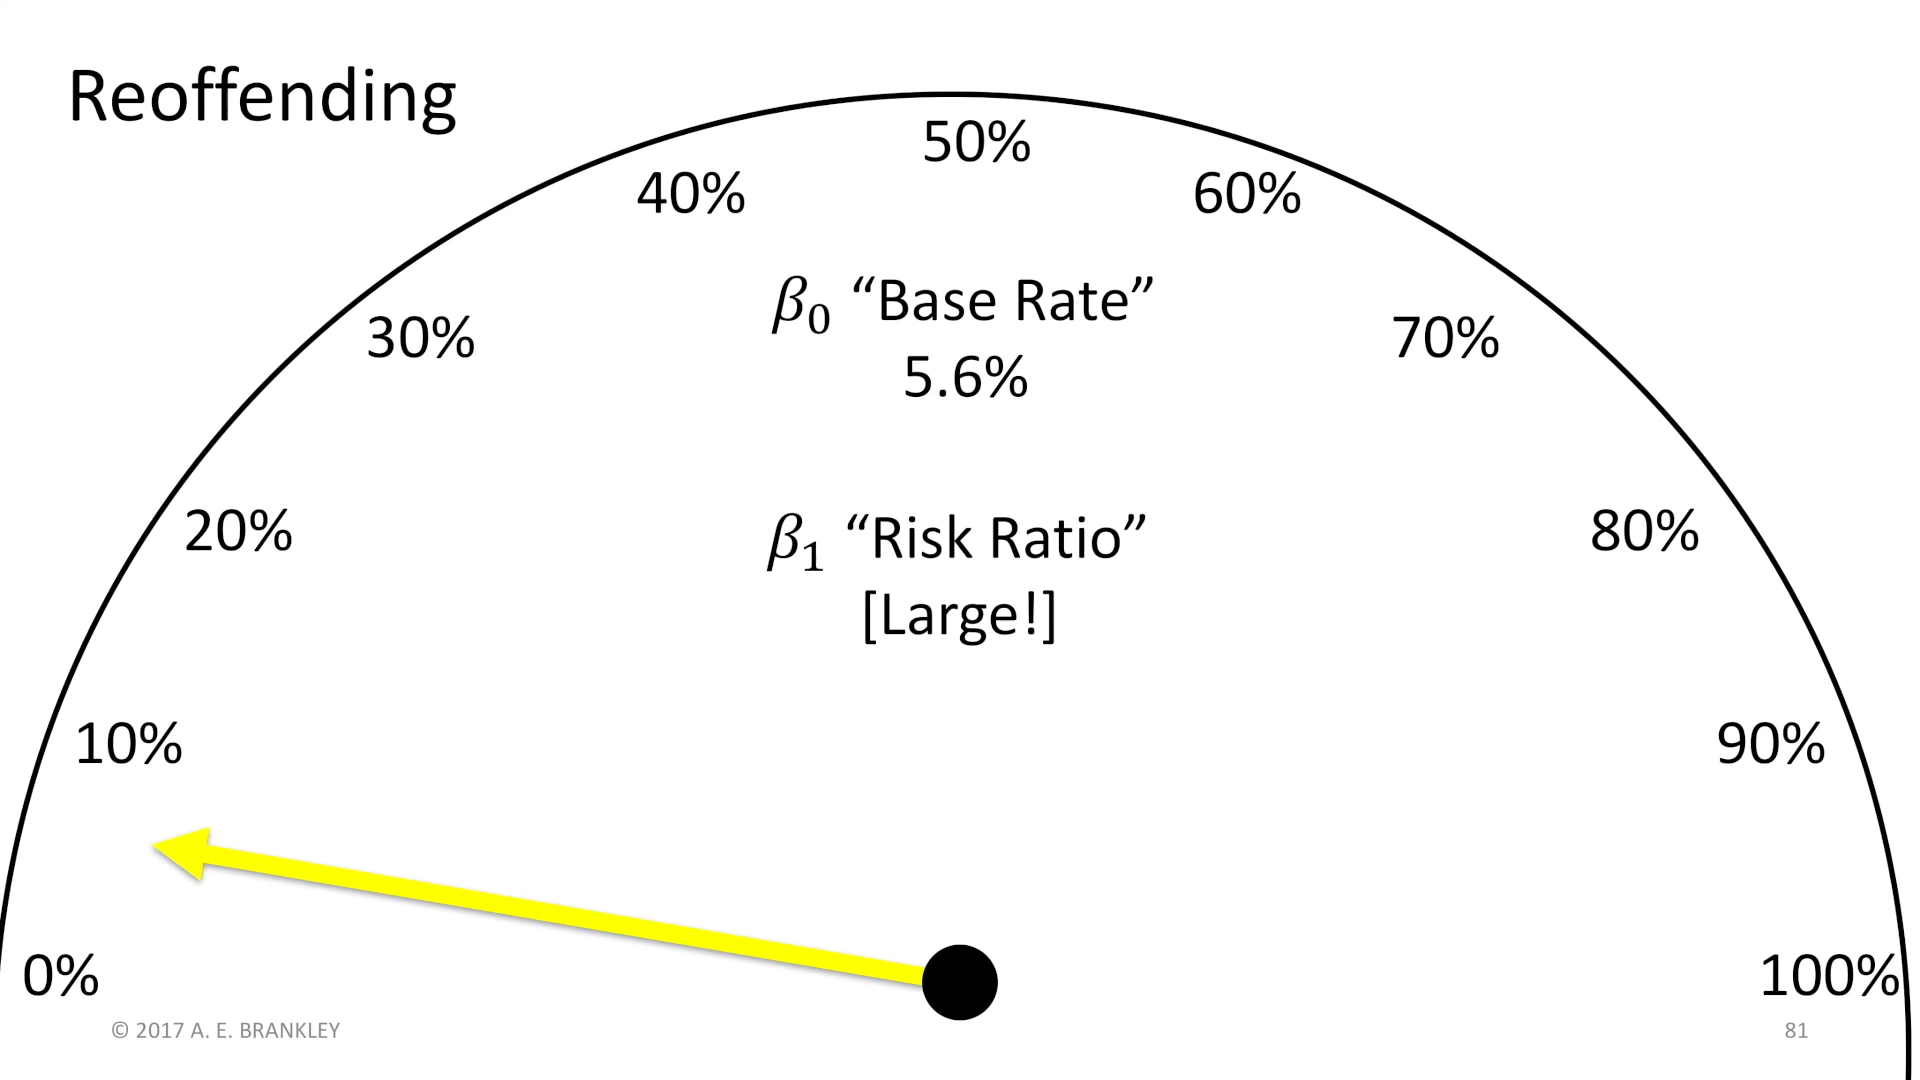 Reoffending
50%
40%
60%
β₀ “Base Rate”
5.6%
30%
70%
20%
80%
β₁ “Risk Ratio”
[Large!]
10%
90%
0%
100%
© 2017 A. E. BRANKLEY
81